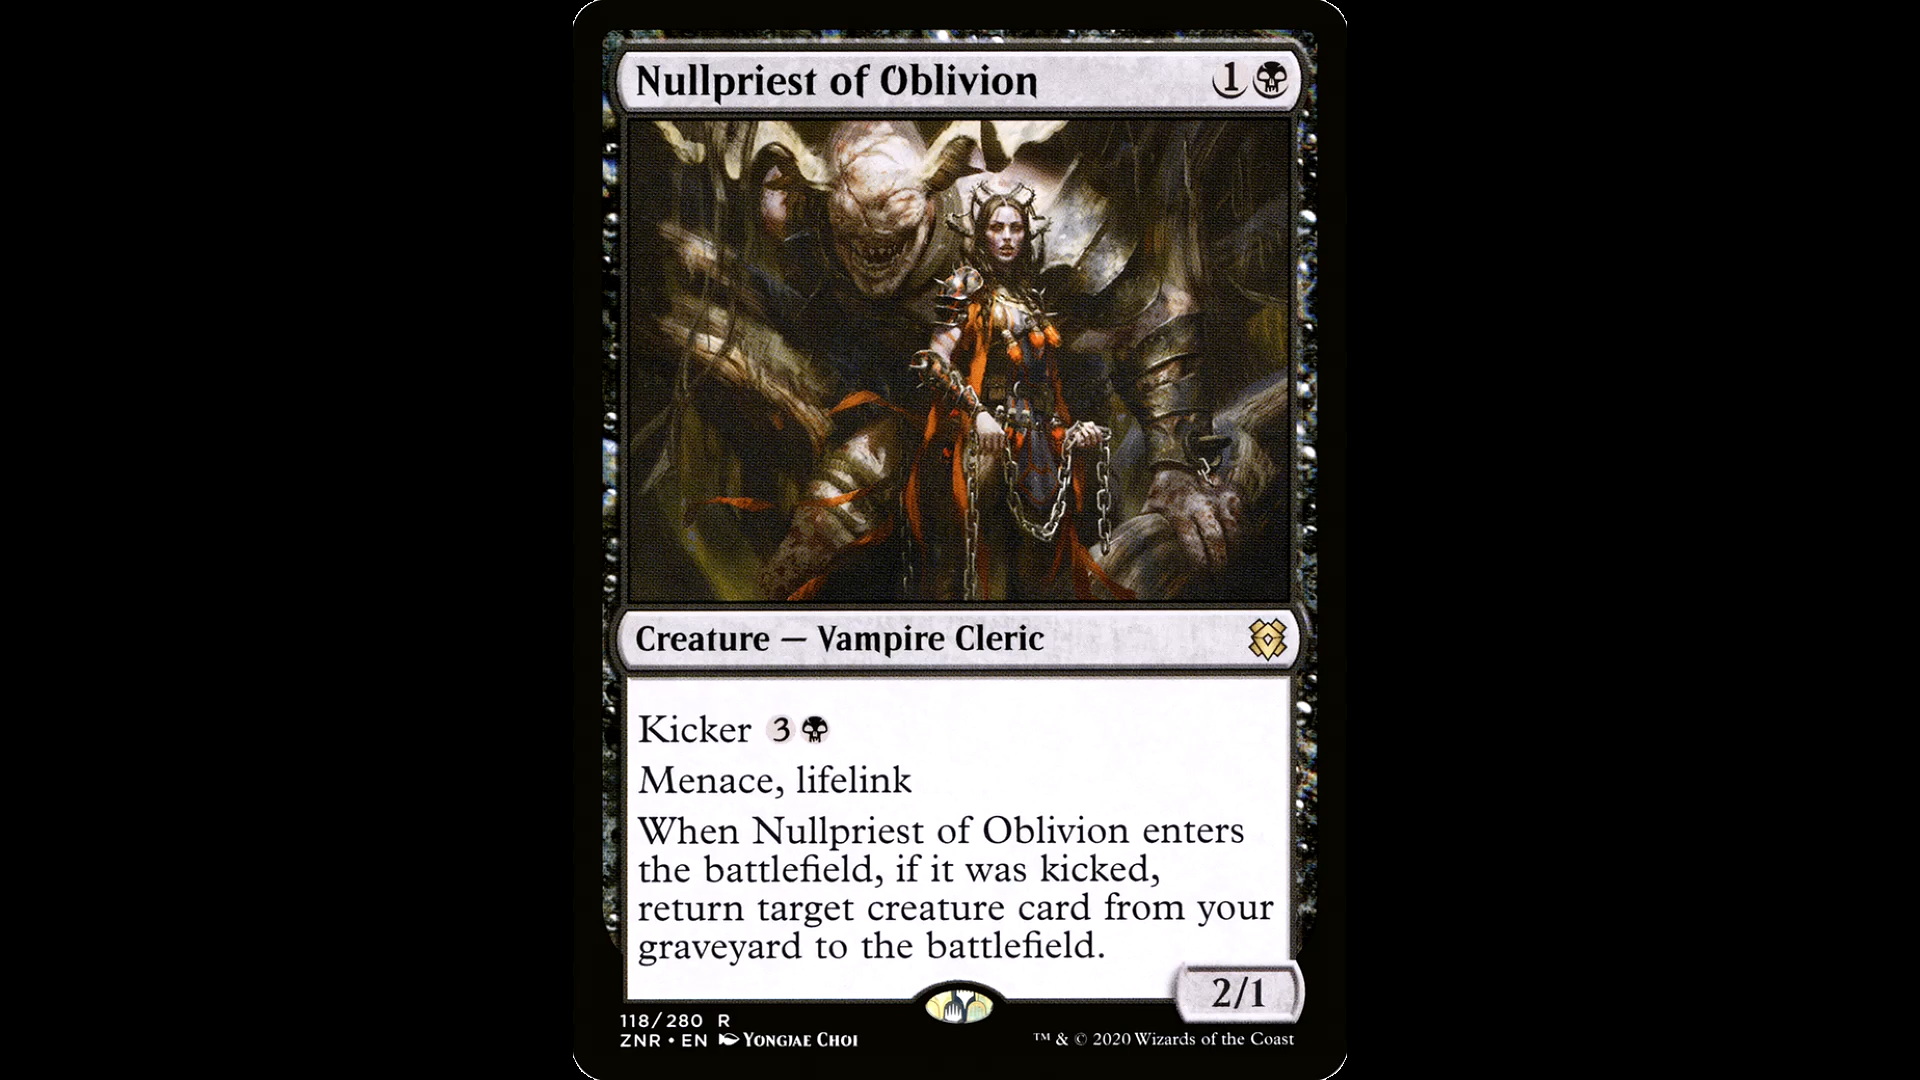 Nullpriest of Oblivion 1
Creature — Vampire Cleric
Kicker 3
Menace, lifelink
When Nullpriest of Oblivion enters
the battlefield, if it was kicked,
return target creature card from your
graveyard to the battlefield.
2/1
118/280 R
ZNR • EN Yongjae Choi
™ & © 2020 Wizards of the Coast